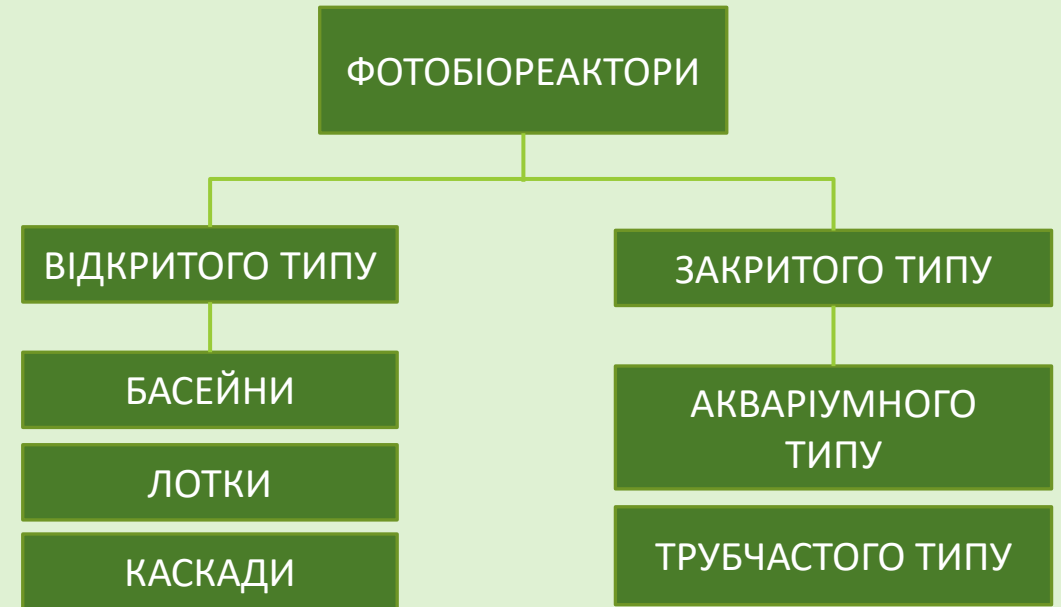 ФОТОБІОРЕАКТОРИ
ВІДКРИТОГО ТИПУ
БАСЕЙНИ
ЛОТКИ
КАСКАДИ
ЗАКРИТОГО ТИПУ
АКВАРІУМНОГО
ТИПУ
ТРУБЧАСТОГО ТИПУ